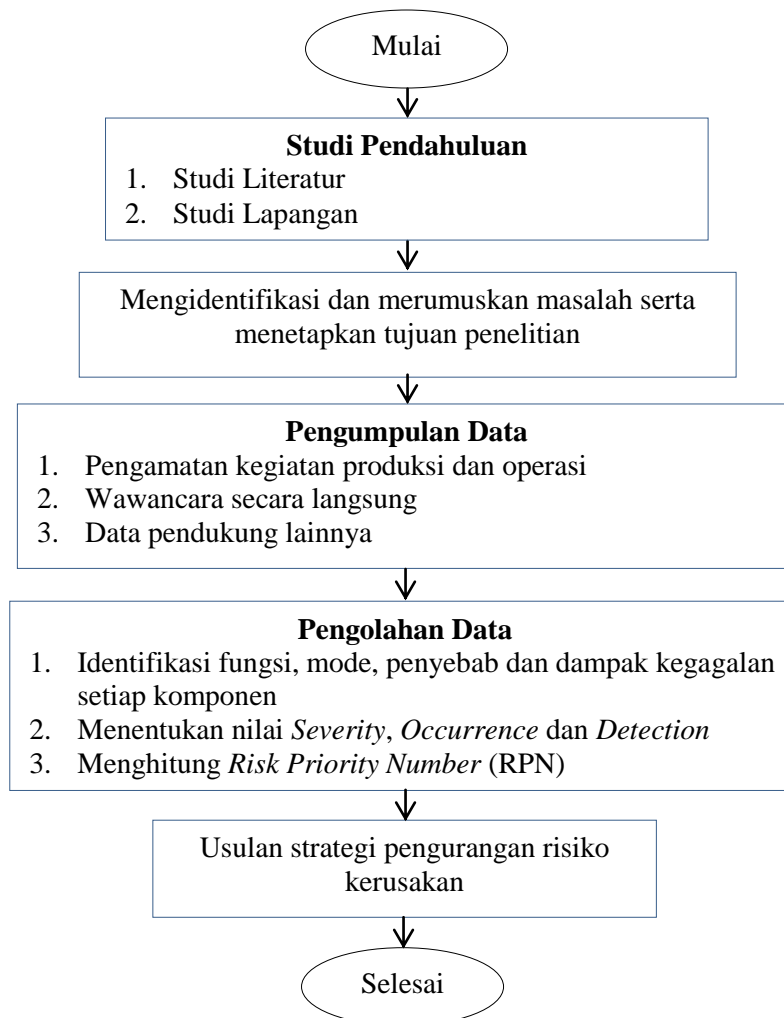 Mulai
Studi Pendahuluan
1. Studi Literatur
2. Studi Lapangan
Mengidentifikasi dan merumuskan masalah serta
menetapkan tujuan penelitian
Pengumpulan Data
1. Pengamatan kegiatan produksi dan operasi
2. Wawancara secara langsung
3. Data pendukung lainnya
Pengolahan Data
1. Identifikasi fungsi, mode, penyebab dan dampak kegagalan
setiap komponen
2. Menentukan nilai Severity, Occurrence dan Detection
3. Menghitung Risk Priority Number (RPN)
Usulan strategi pengurangan risiko
kerusakan
Selesai